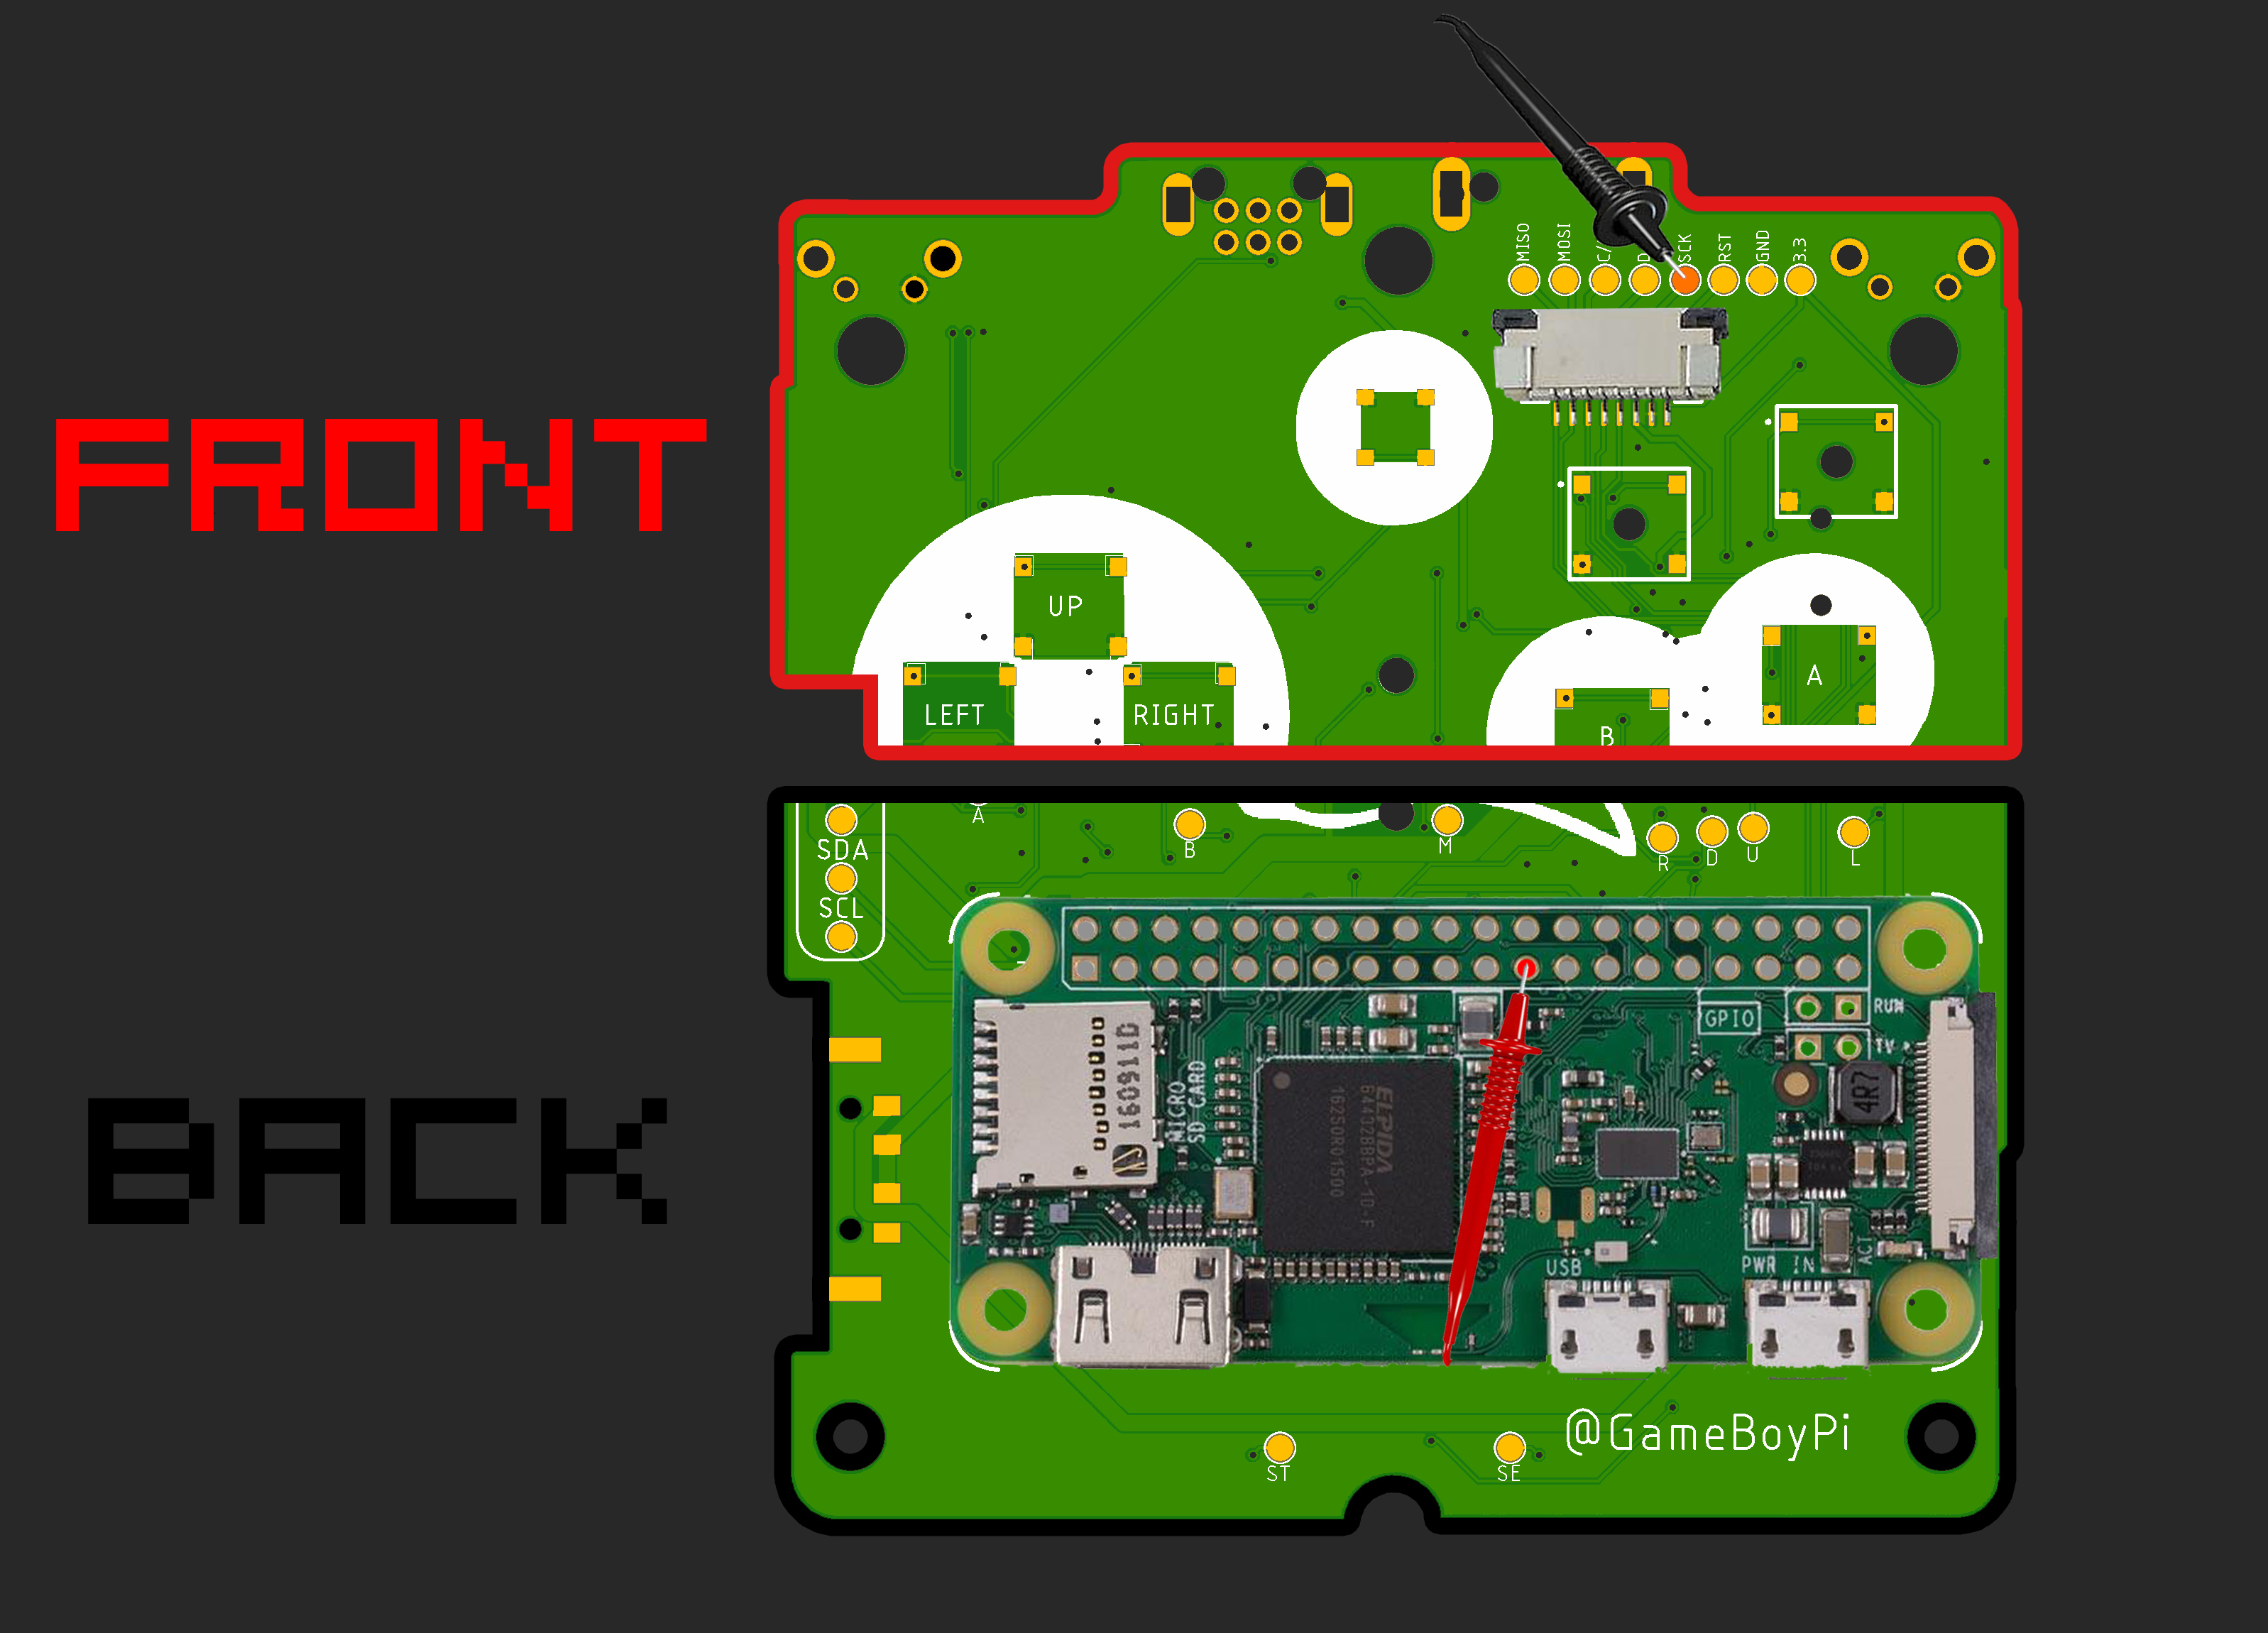 FRONT
MISO
MOSI
C/
D
SCK
RST
GND
3.3
UP
LEFT
RIGHT
A
B
SDA
SCL
A
B
M
R
D
U
L
GPIO
RUN
TV
MICRO
SD CARD
1609111D
ELPIDA
4R7
USB
PWR IN
ACT
BACK
@GameBoyPi
ST
SE